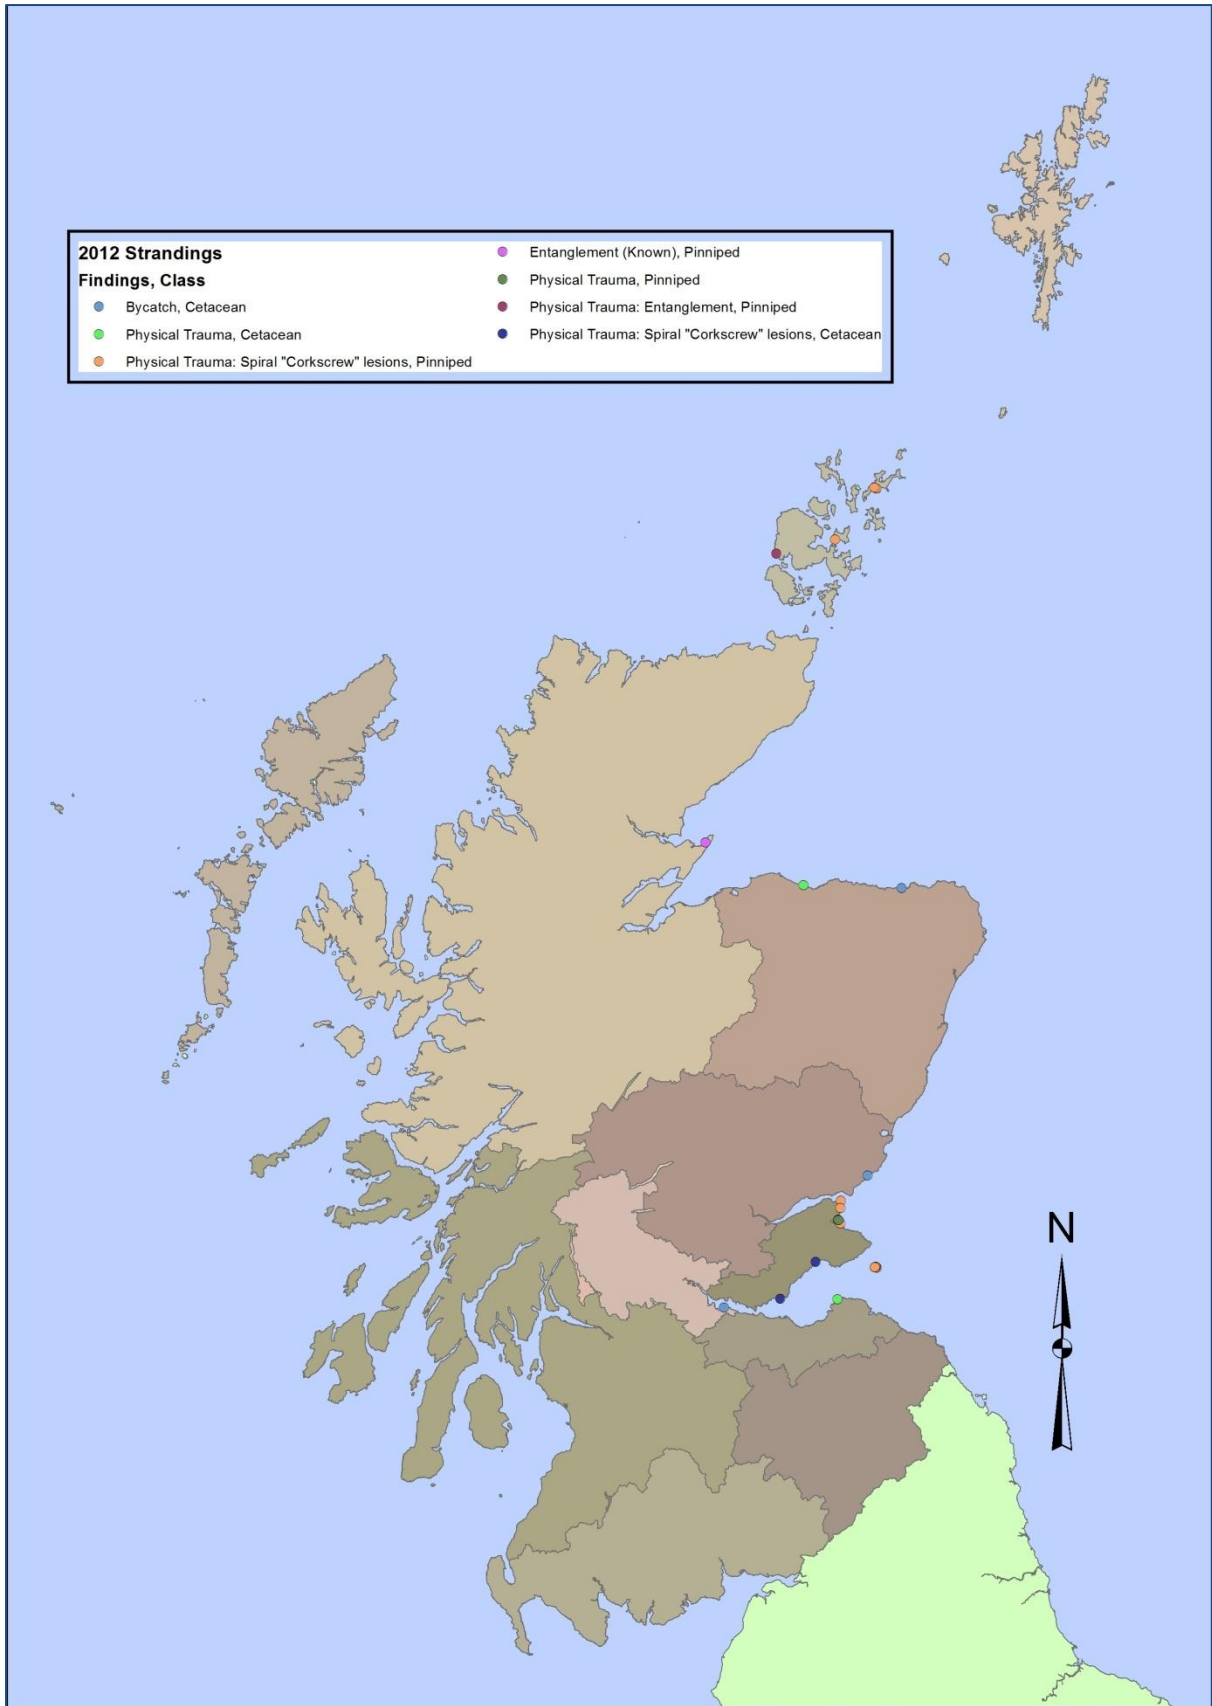 2012 Strandings
Findings, Class
Bycatch, Cetacean
Physical Trauma, Cetacean
Physical Trauma: Spiral "Corkscrew" lesions, Pinniped
Entanglement (Known), Pinniped
Physical Trauma, Pinniped
Physical Trauma: Entanglement, Pinniped
Physical Trauma: Spiral "Corkscrew" lesions, Cetacean
N